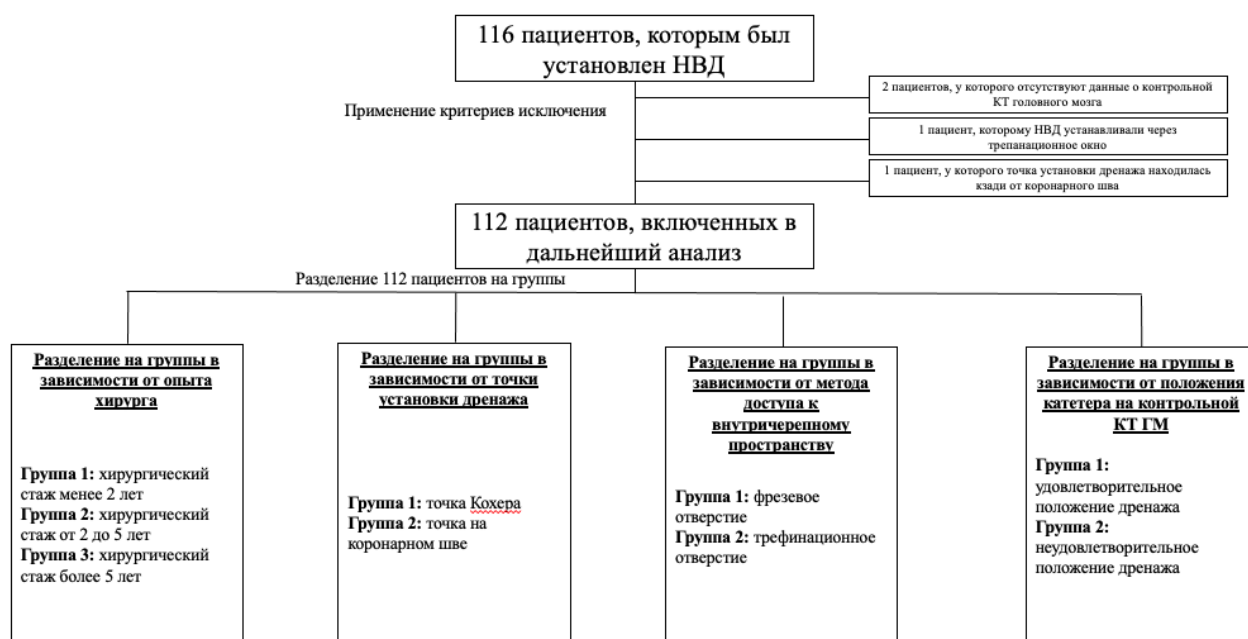 116 пациентов, которым был
установлен НВД
Применение критериев исключения
2 пациентов, у которого отсутствуют данные о контрольной
КТ головного мозга
1 пациент, которому НВД устанавливали через
трепанационное окно
1 пациент, у которого точка установки дренажа находилась
кзади от коронарного шва
112 пациентов, включенных в
дальнейший анализ
Разделение 112 пациентов на группы
Разделение на группы в
зависимости от опыта
хирурга
Группа 1: хирургический
стаж менее 2 лет
Группа 2: хирургический
стаж от 2 до 5 лет
Группа 3: хирургический
стаж более 5 лет
Разделение на группы в
зависимости от точки
установки дренажа
Группа 1: точка Кохера
Группа 2: точка на
коронарном шве
Разделение на группы в
зависимости от метода
доступа к
внутричерепному
пространству
Группа 1: фрезевое
отверстие
Группа 2: трефинационное
отверстие
Разделение на группы в
зависимости от положения
катетера на контрольной
КТ ГМ
Группа 1:
удовлетворительное
положение дренажа
Группа 2:
неудовлетворительное
положение дренажа